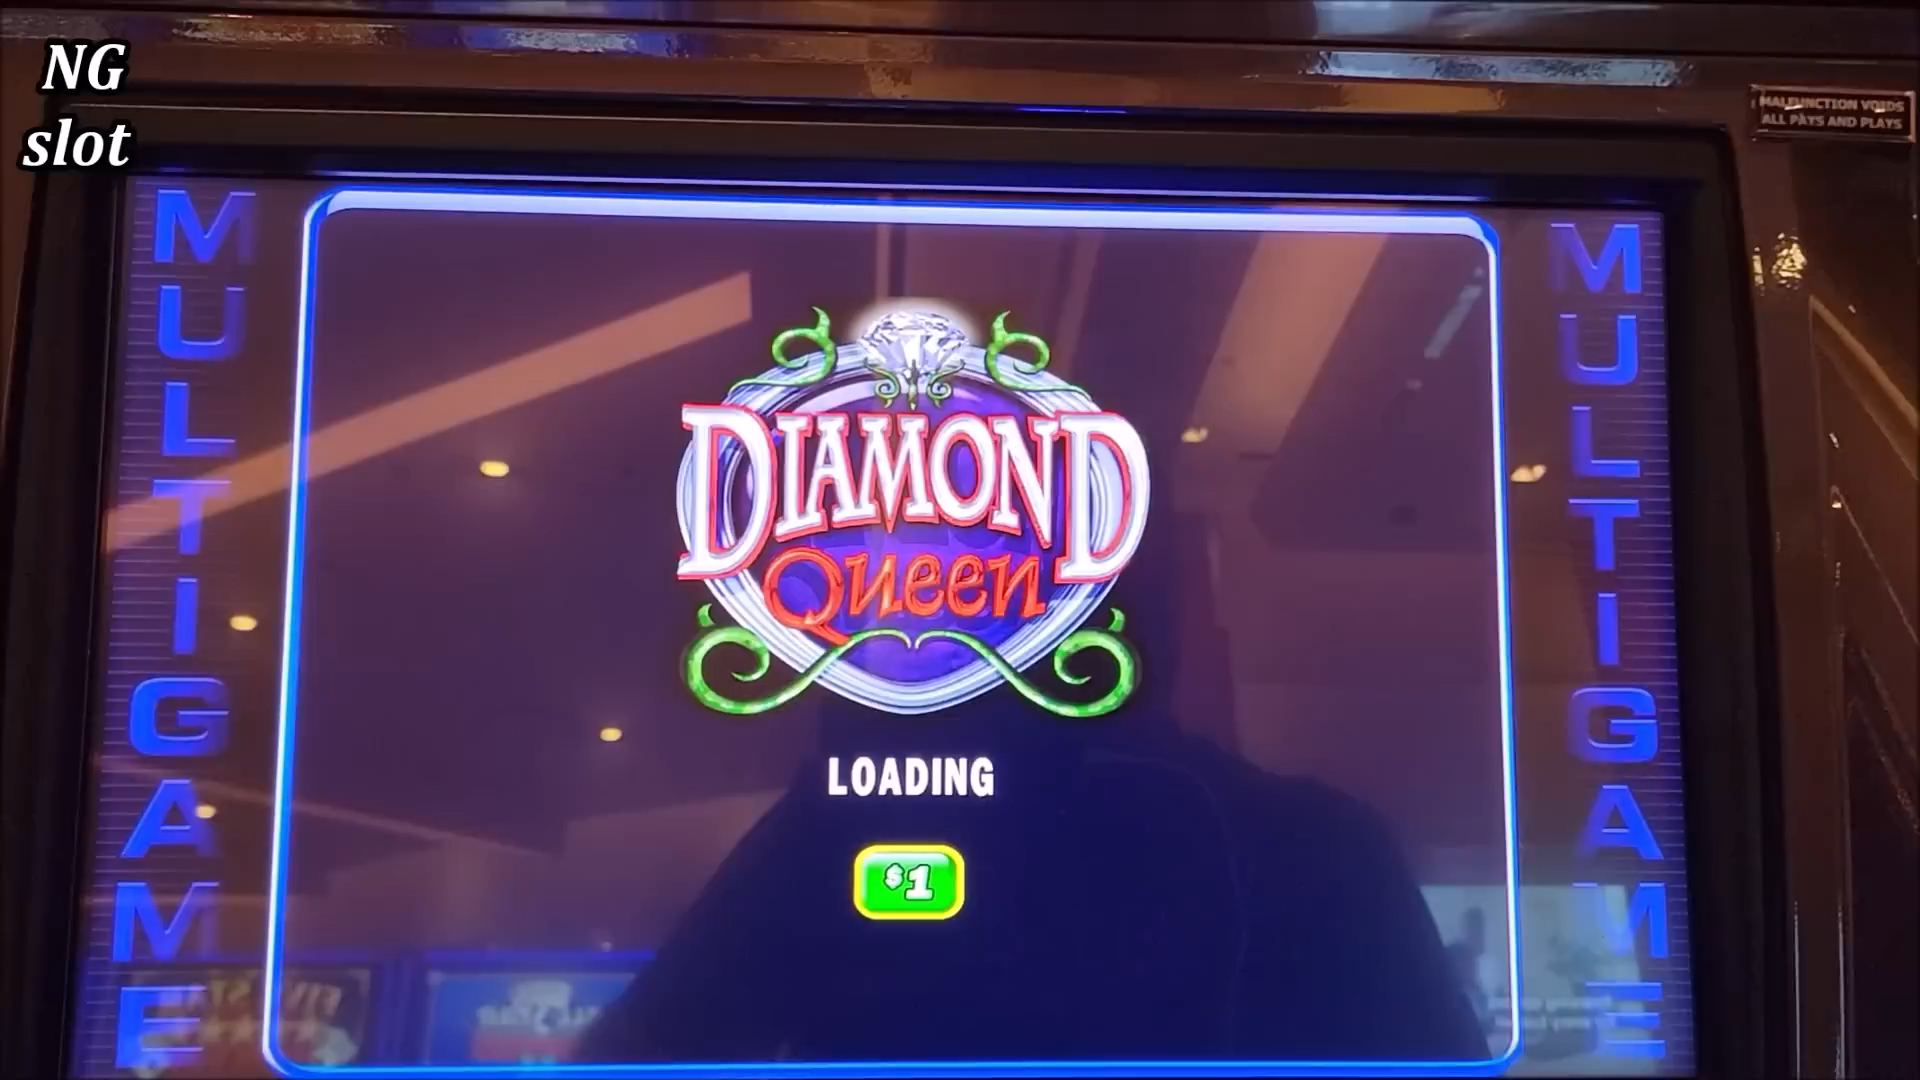 NG
slot
MALFUNCTION VOIDS
ALL PAYS AND PLAYS
MULTIGAME
MULTIGAME
DIAMOND
Queen
LOADING
$1